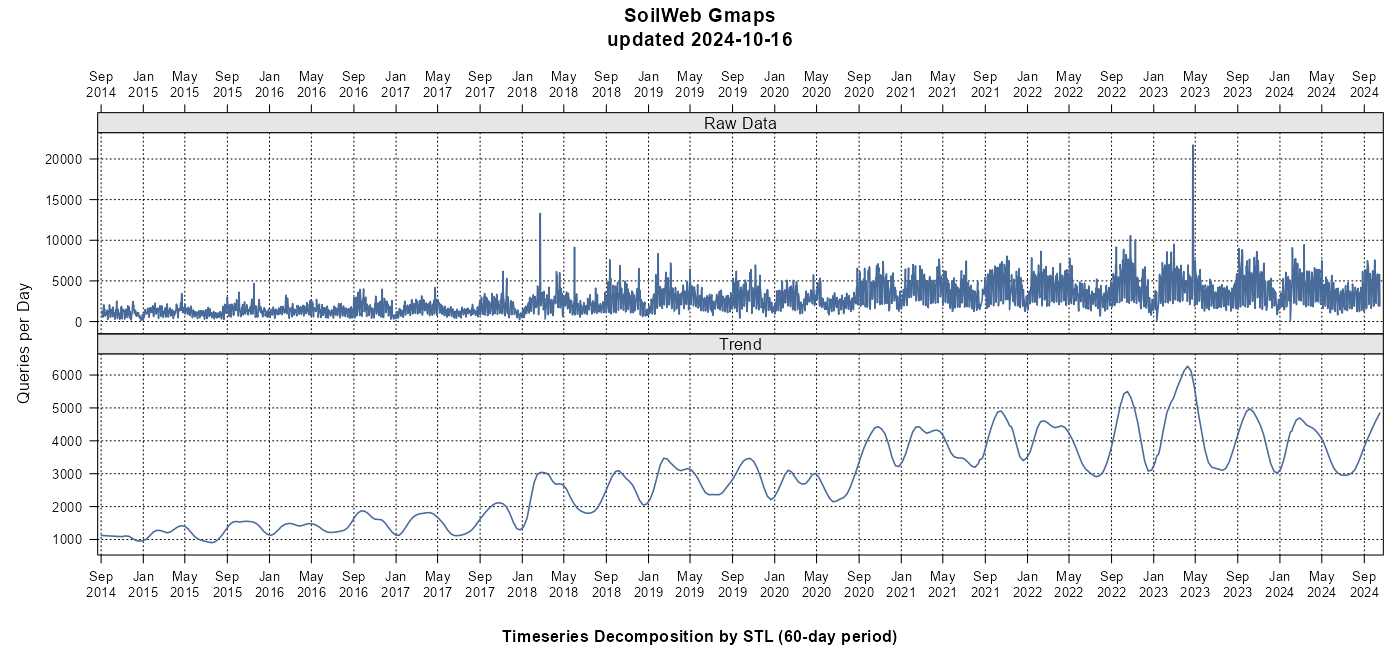 SoilWeb Gmaps
updated 2024-10-16
Sep Jan May Sep Jan May Sep Jan May Sep Jan May Sep Jan May Sep Jan May Sep Jan May Sep Jan May Sep Jan May Sep Jan May Sep
2014 2015 2015 2015 2016 2016 2016 2017 2017 2017 2018 2018 2018 2019 2019 2019 2020 2020 2020 2021 2021 2021 2022 2022 2022 2023 2023 2023 2024 2024 2024
Raw Data
20000
15000
10000
5000
0
Queries per Day
Trend
6000
5000
4000
3000
2000
1000
Sep Jan May Sep Jan May Sep Jan May Sep Jan May Sep Jan May Sep Jan May Sep Jan May Sep Jan May Sep Jan May Sep Jan May Sep
2014 2015 2015 2015 2016 2016 2016 2017 2017 2017 2018 2018 2018 2019 2019 2019 2020 2020 2020 2021 2021 2021 2022 2022 2022 2023 2023 2023 2024 2024 2024
Timeseries Decomposition by STL (60-day period)